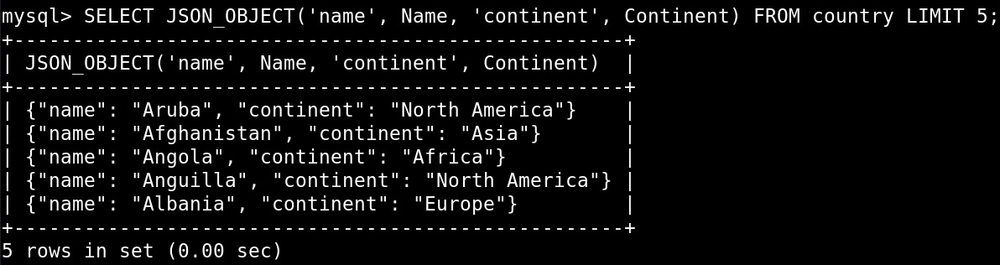 mysql> SELECT JSON_OBJECT('name', Name, 'continent', Continent) FROM country LIMIT 5;
+----------------------------------------------------+
| JSON_OBJECT('name', Name, 'continent', Continent)  |
+----------------------------------------------------+
| {"name": "Aruba", "continent": "North America"}    |
| {"name": "Afghanistan", "continent": "Asia"}       |
| {"name": "Angola", "continent": "Africa"}          |
| {"name": "Anguilla", "continent": "North America"} |
| {"name": "Albania", "continent": "Europe"}         |
+----------------------------------------------------+
5 rows in set (0.00 sec)